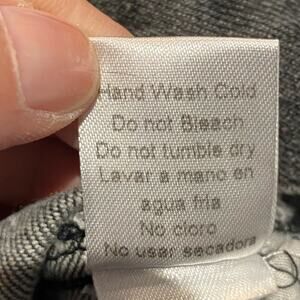 Hand Wash Cold
Do not Bleach
Do not tumble dry
Lavar a mano en
agua fria
No cloro
No usar secadora